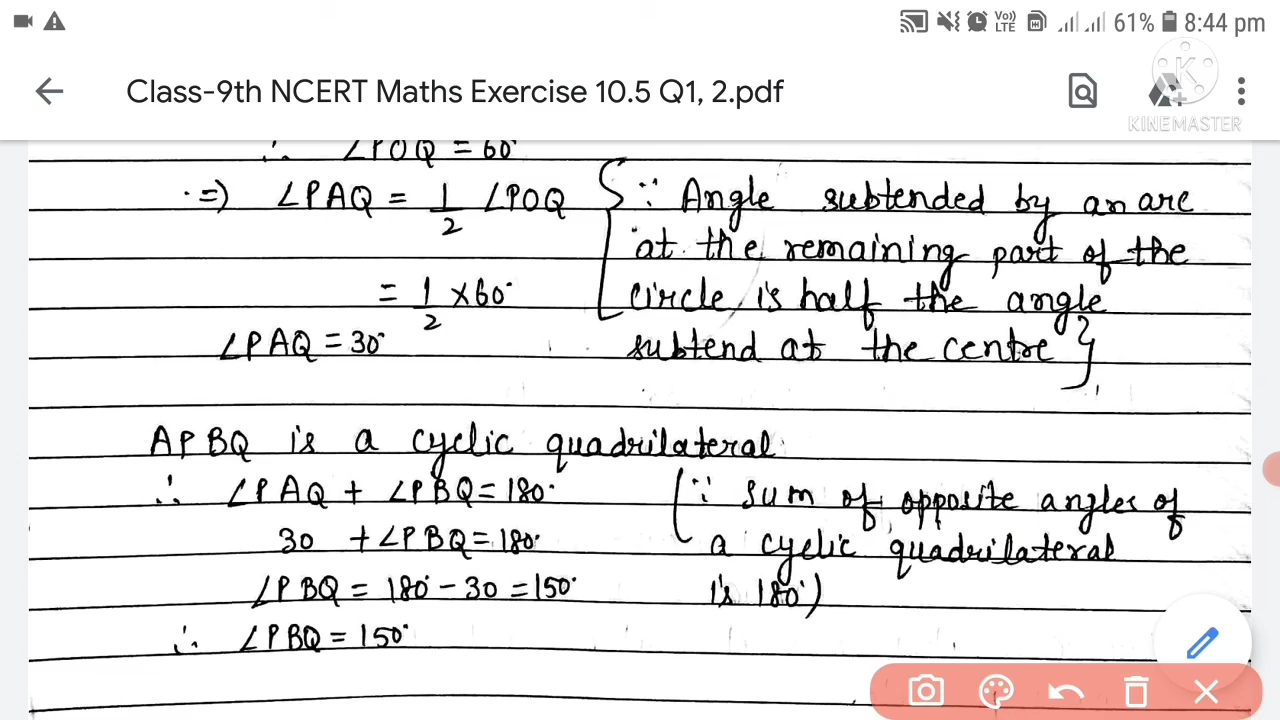 Vo)) LTE 61% 8:44 pm
Class-9th NCERT Maths Exercise 10.5 Q1, 2.pdf
K
KINEMASTER
∴ ∠POQ = 60°
⇒) ∠PAQ = 1/2 ∠POQ {∵ Angle subtended by an arc
at the remaining part of the
= 1/2 × 60° circle is half the angle
∠PAQ = 30° subtend at the centre}
APBQ is a cyclic quadrilateral
∴ ∠PAQ + ∠PBQ = 180° (∵ sum of opposite angles of
30 + ∠PBQ = 180° a cyclic quadrilateral
∠PBQ = 180° - 30 = 150° is 180°)
∴ ∠PBQ = 150°